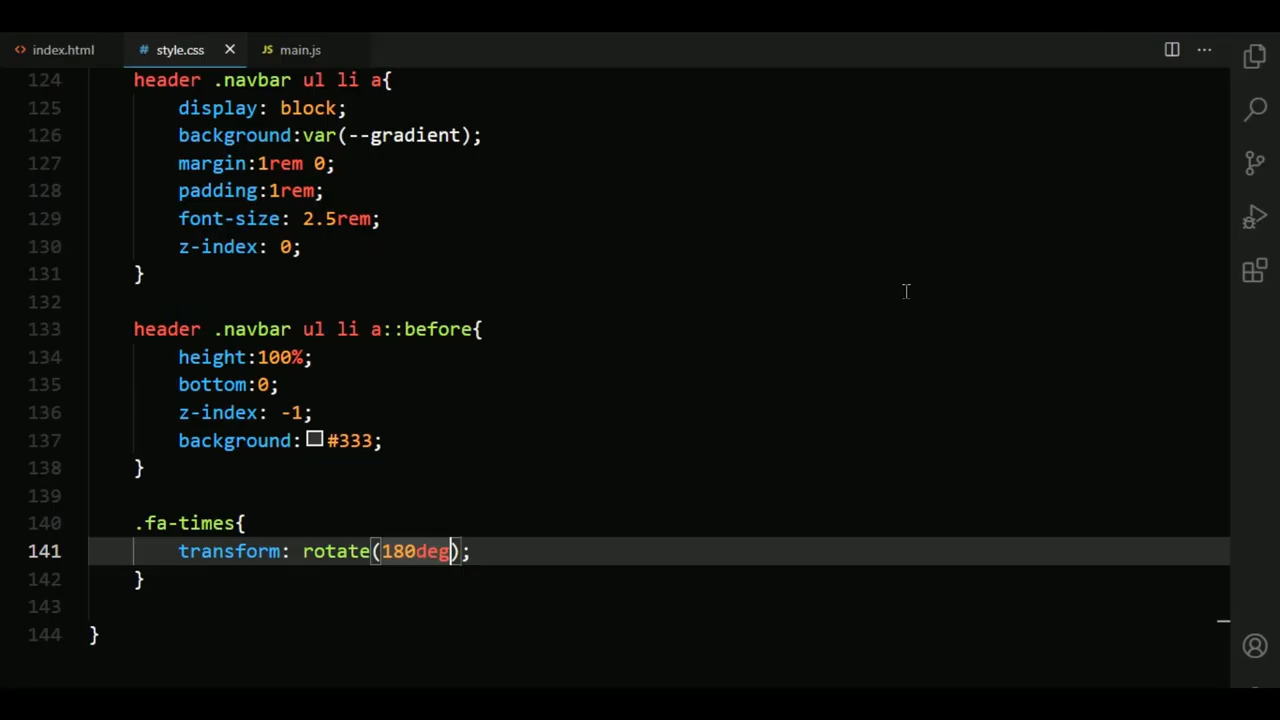 index.html
style.css
JS main.js
124 header .navbar ul li a{
125 display: block;
126 background:var(--gradient);
127 margin:1rem 0;
128 padding:1rem;
129 font-size: 2.5rem;
130 z-index: 0;
131 }
132
133 header .navbar ul li a::before{
134 height:100%;
135 bottom:0;
136 z-index: -1;
137 background:#333;
138 }
139
140 .fa-times{
141 transform: rotate(180deg);
142 }
143
144 }